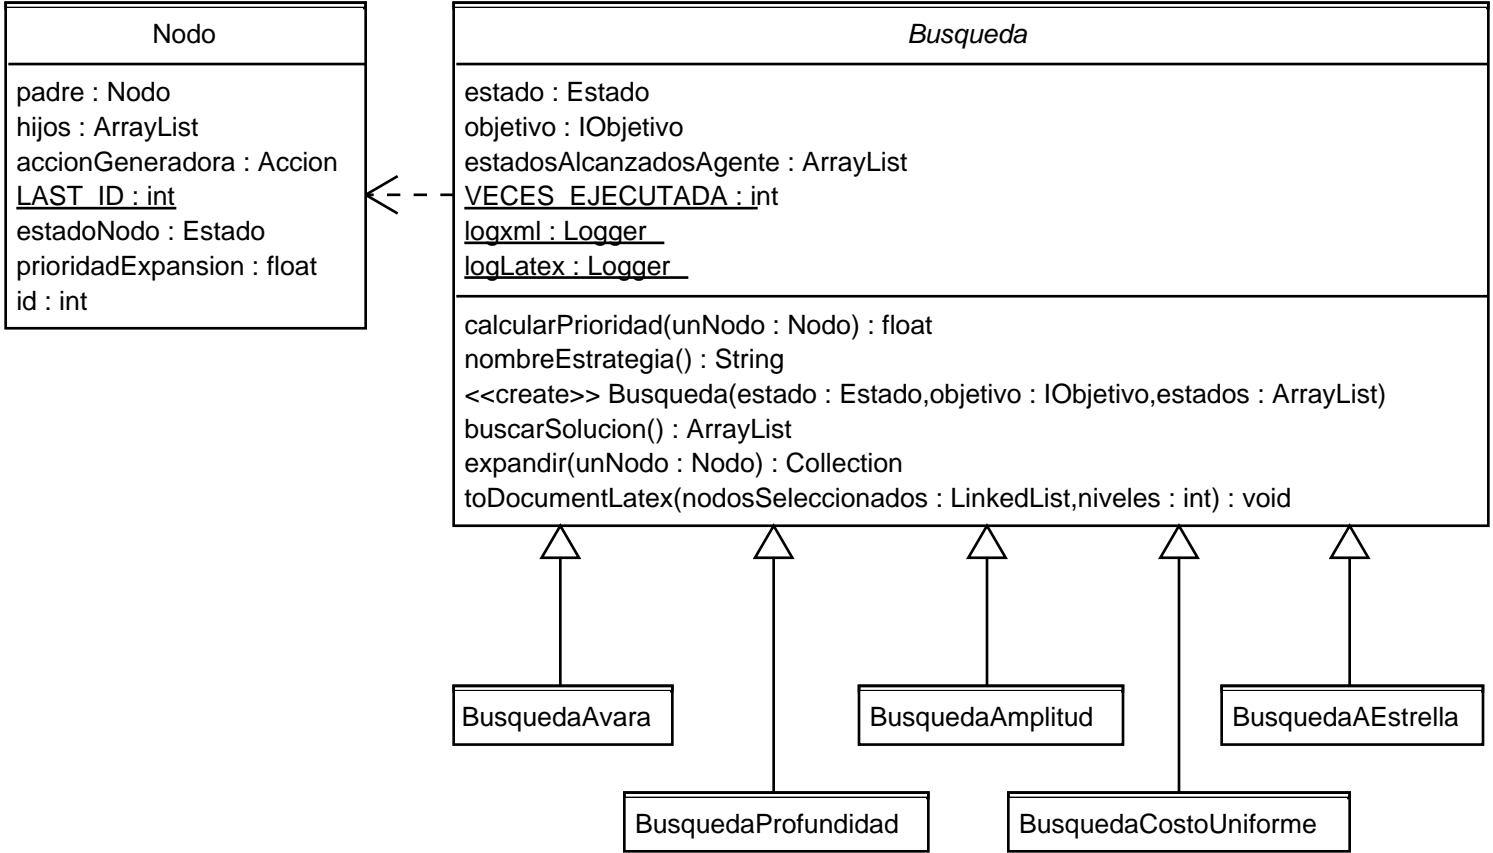 Nodo
padre : Nodo
hijos : ArrayList
accionGeneradora : Accion
LAST_ID : int
estadoNodo : Estado
prioridadExpansion : float
id : int
Busqueda
estado : Estado
objetivo : IObjetivo
estadosAlcanzadosAgente : ArrayList
VECES_EJECUTADA : int
logxml : Logger
logLatex : Logger
calcularPrioridad(unNodo : Nodo) : float
nombreEstrategia() : String
<<create>> Busqueda(estado : Estado,objetivo : IObjetivo,estados : ArrayList)
buscarSolucion() : ArrayList
expandir(unNodo : Nodo) : Collection
toDocumentLatex(nodosSeleccionados : LinkedList,niveles : int) : void
BusquedaAvara
BusquedaAmplitud
BusquedaAEstrella
BusquedaProfundidad
BusquedaCostoUniforme